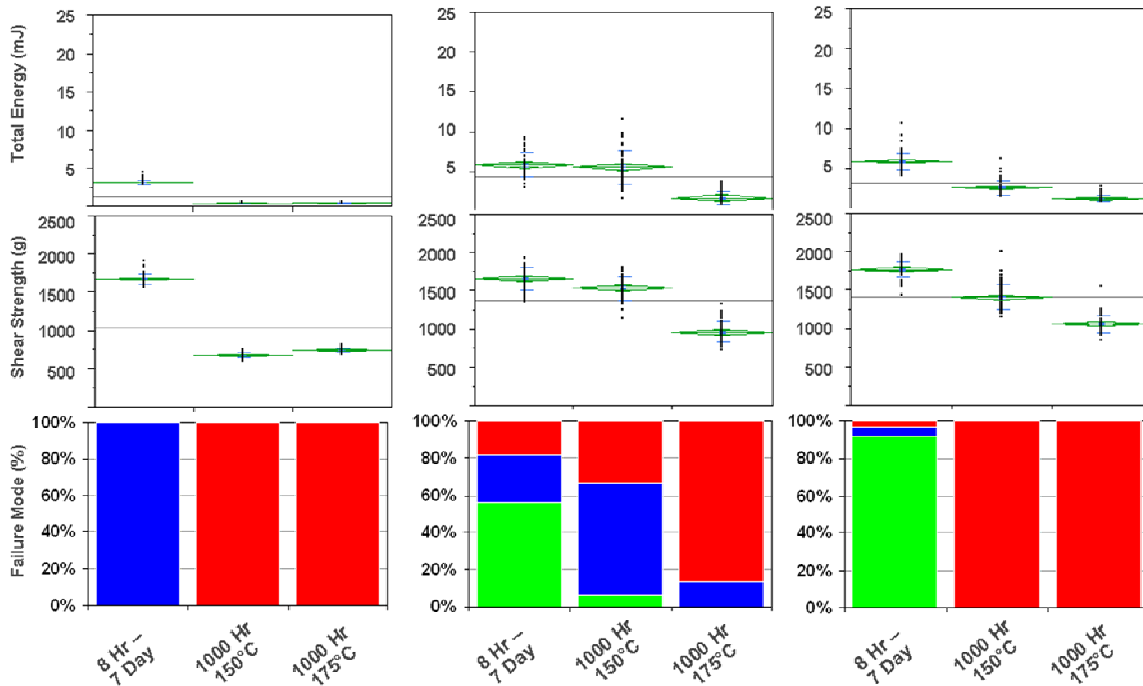 Total Energy (mJ)
25
20
15
10
5
25
20
15
10
5
25
20
15
10
5
Shear Strength (g)
2500
2000
1500
1000
500
2500
2000
1500
1000
500
2500
2000
1500
1000
500
Failure Mode (%)
100%
80%
60%
40%
20%
0%
100%
80%
60%
40%
20%
0%
100%
80%
60%
40%
20%
0%
8 Hr –
7 Day
1000 Hr
150°C
1000 Hr
175°C
8 Hr –
7 Day
1000 Hr
150°C
1000 Hr
175°C
8 Hr –
7 Day
1000 Hr
150°C
1000 Hr
175°C